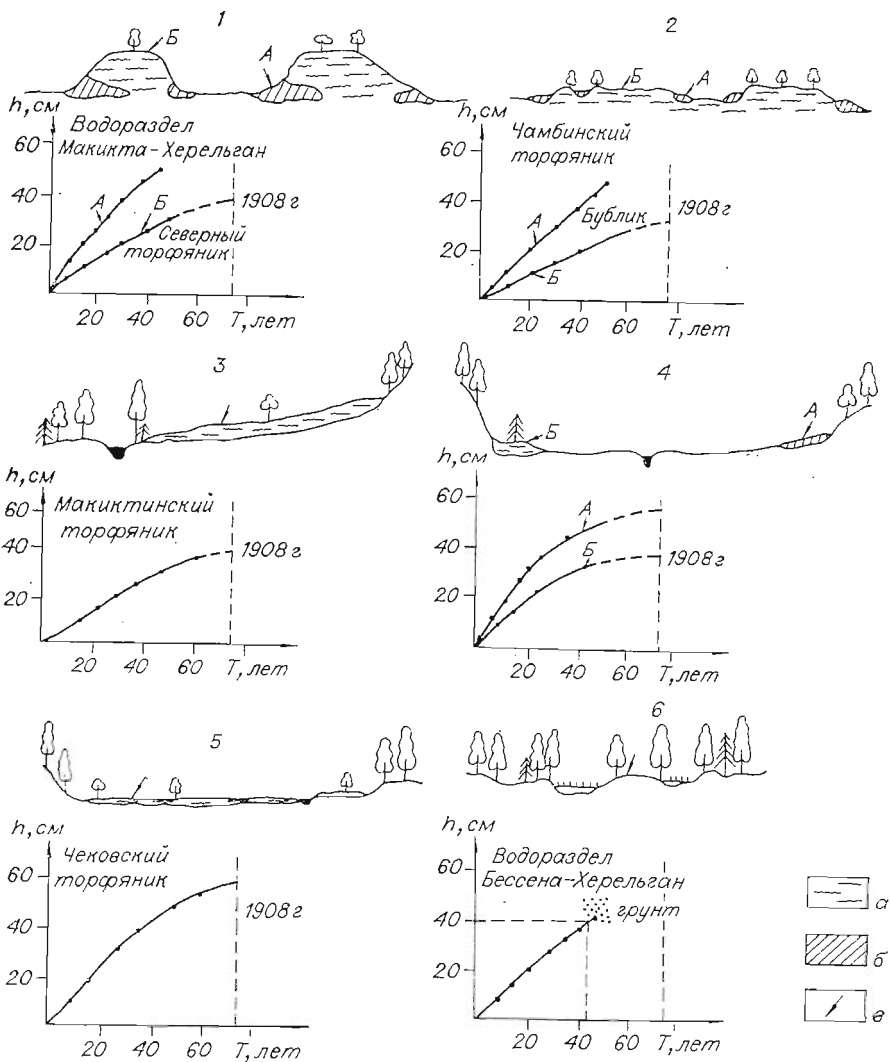 1
Б
А
h, см
Водораздел
Макикта-Херельган
60
40
20
А
Б
1908 г
Северный
торфяник
20 40 60 Т, лет
2
Б
А
h, см
Чамбинский
торфяник
60
40
20
А
Бублик
Б
1908 г
20 40 60 Т, лет
3
h, см
Макиктинский
торфяник
60
40
20
1908 г
20 40 60 Т, лет
4
Б
А
h, см
60
40
20
А
Б
1908 г
20 40 60 Т, лет
5
h, см
Чековский
торфяник
60
40
20
1908 г
20 40 60 Т, лет
6
h, см
Водораздел
Бессена-Херельган
грунт
60
40
20
20 40 60 Т, лет
а
б
в